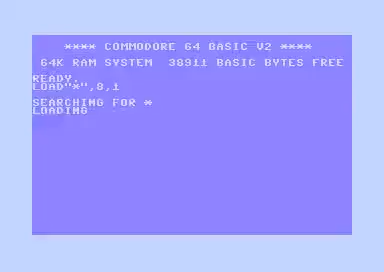 **** COMMODORE 64 BASIC V2 ****
64K RAM SYSTEM  38911 BASIC BYTES FREE
READY.
LOAD"*",8,1
SEARCHING FOR *
LOADING